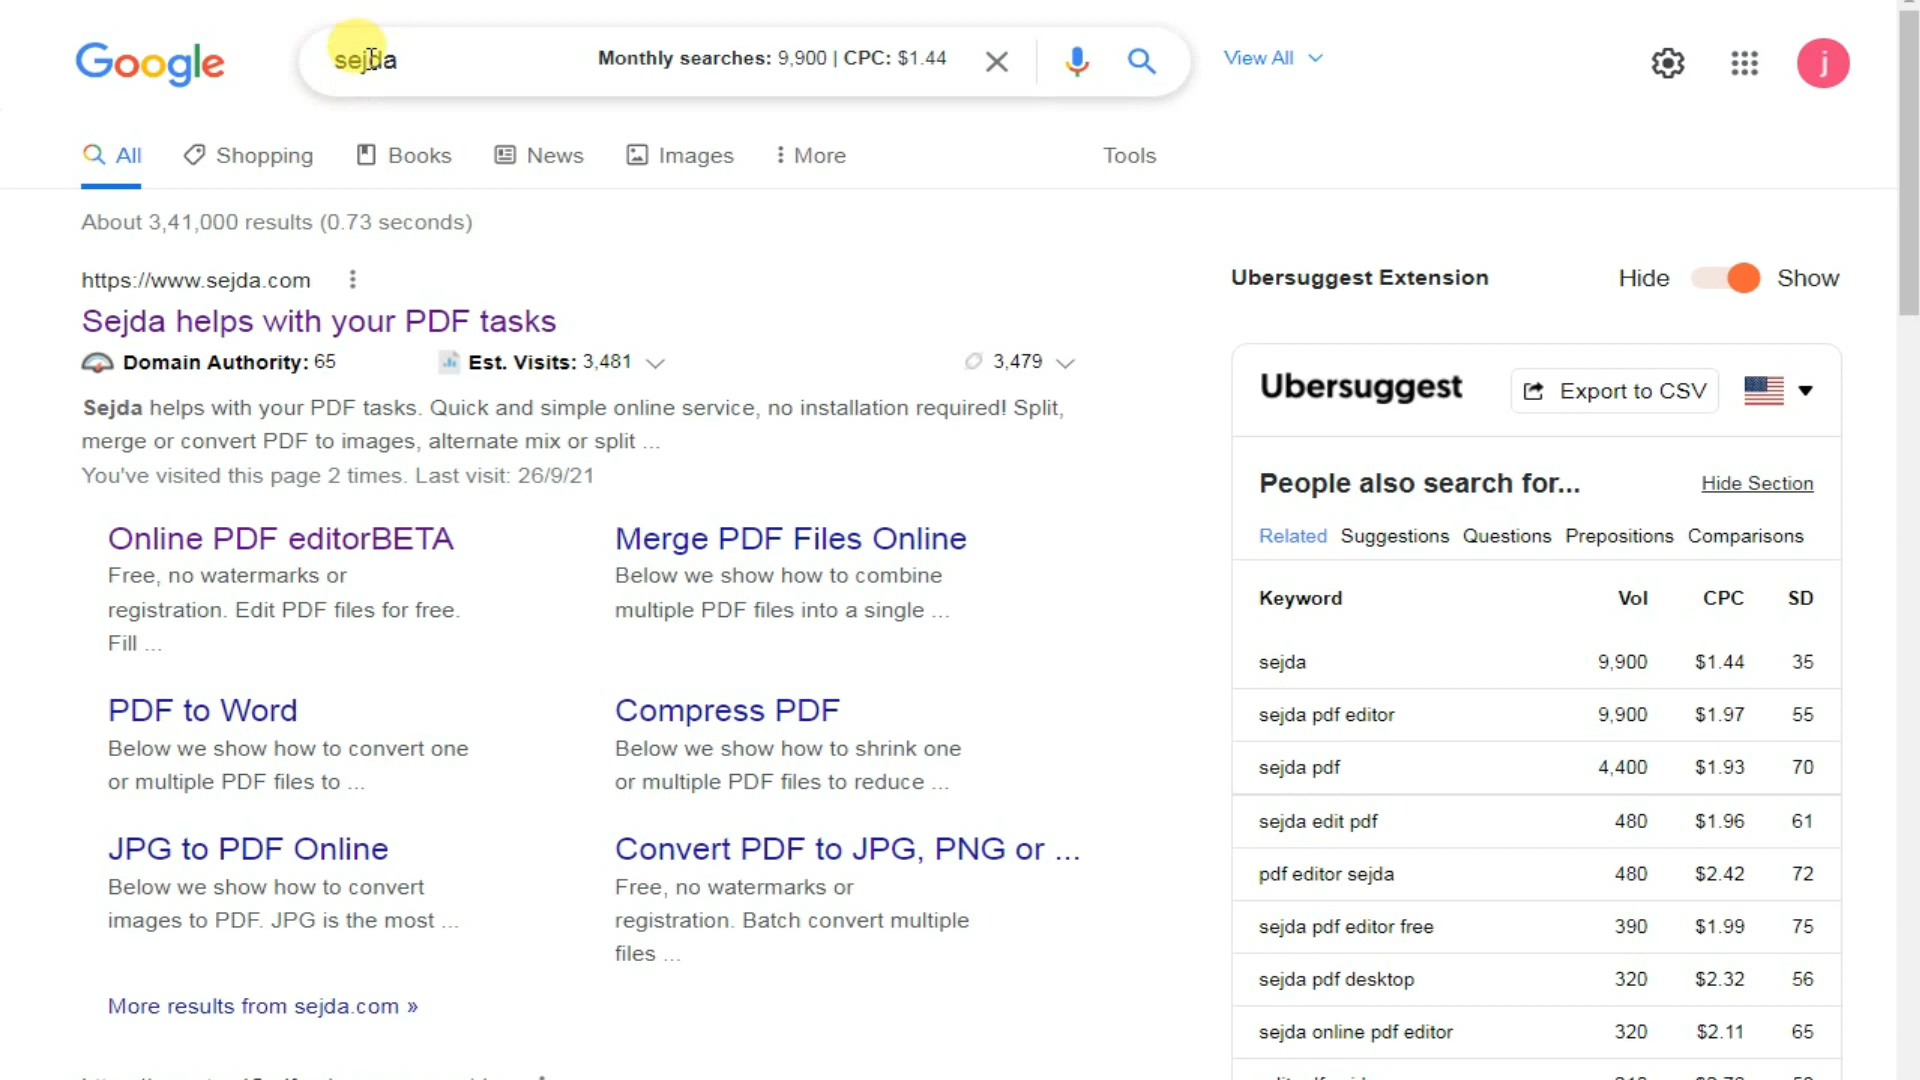 Google
sejda
Monthly searches: 9,900 | CPC: $1.44
View All
j
All
Shopping
Books
News
Images
More
Tools
About 3,41,000 results (0.73 seconds)
https://www.sejda.com
Sejda helps with your PDF tasks
Domain Authority: 65
Est. Visits: 3,481
3,479
Sejda helps with your PDF tasks. Quick and simple online service, no installation required! Split,
merge or convert PDF to images, alternate mix or split ...
You've visited this page 2 times. Last visit: 26/9/21
Online PDF editorBETA
Free, no watermarks or
registration. Edit PDF files for free.
Fill ...
Merge PDF Files Online
Below we show how to combine
multiple PDF files into a single ...
PDF to Word
Below we show how to convert one
or multiple PDF files to ...
Compress PDF
Below we show how to shrink one
or multiple PDF files to reduce ...
JPG to PDF Online
Below we show how to convert
images to PDF. JPG is the most ...
Convert PDF to JPG, PNG or ...
Free, no watermarks or
registration. Batch convert multiple
files ...
More results from sejda.com »
Ubersuggest Extension
Hide
Show
Ubersuggest
Export to CSV
People also search for...
Hide Section
Related Suggestions Questions Prepositions Comparisons
Keyword Vol CPC SD
sejda 9,900 $1.44 35
sejda pdf editor 9,900 $1.97 55
sejda pdf 4,400 $1.93 70
sejda edit pdf 480 $1.96 61
pdf editor sejda 480 $2.42 72
sejda pdf editor free 390 $1.99 75
sejda pdf desktop 320 $2.32 56
sejda online pdf editor 320 $2.11 65